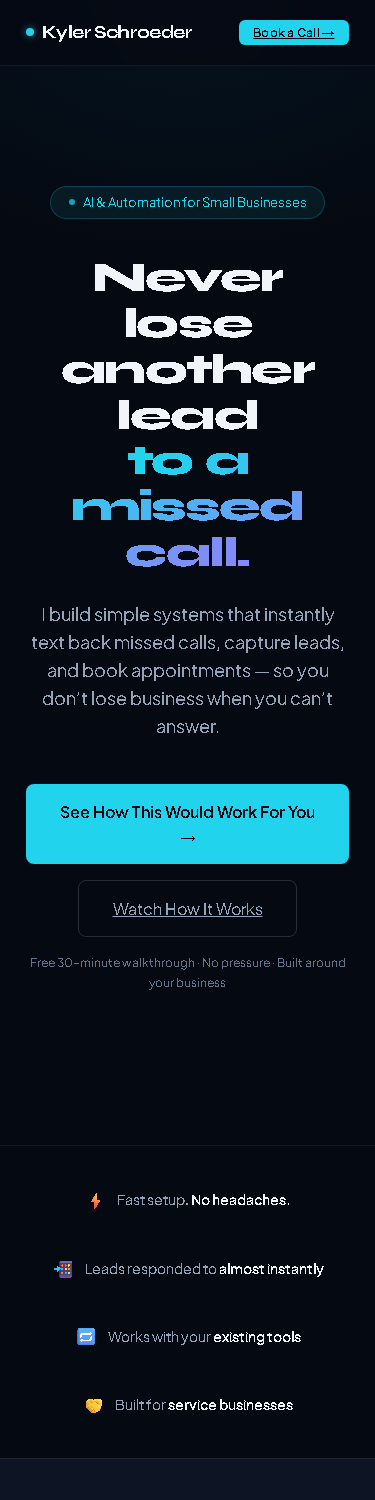 Kyler Schroeder
Book a Call →
AI & Automation for Small Businesses
Never
lose
another
lead
to a
missed
call.
I build simple systems that instantly
text back missed calls, capture leads,
and book appointments — so you
don’t lose business when you can’t
answer.
See How This Would Work For You
→
Watch How It Works
Free 30-minute walkthrough · No pressure · Built around
your business
Fast setup. No headaches.
Leads responded to almost instantly
Works with your existing tools
Built for service businesses